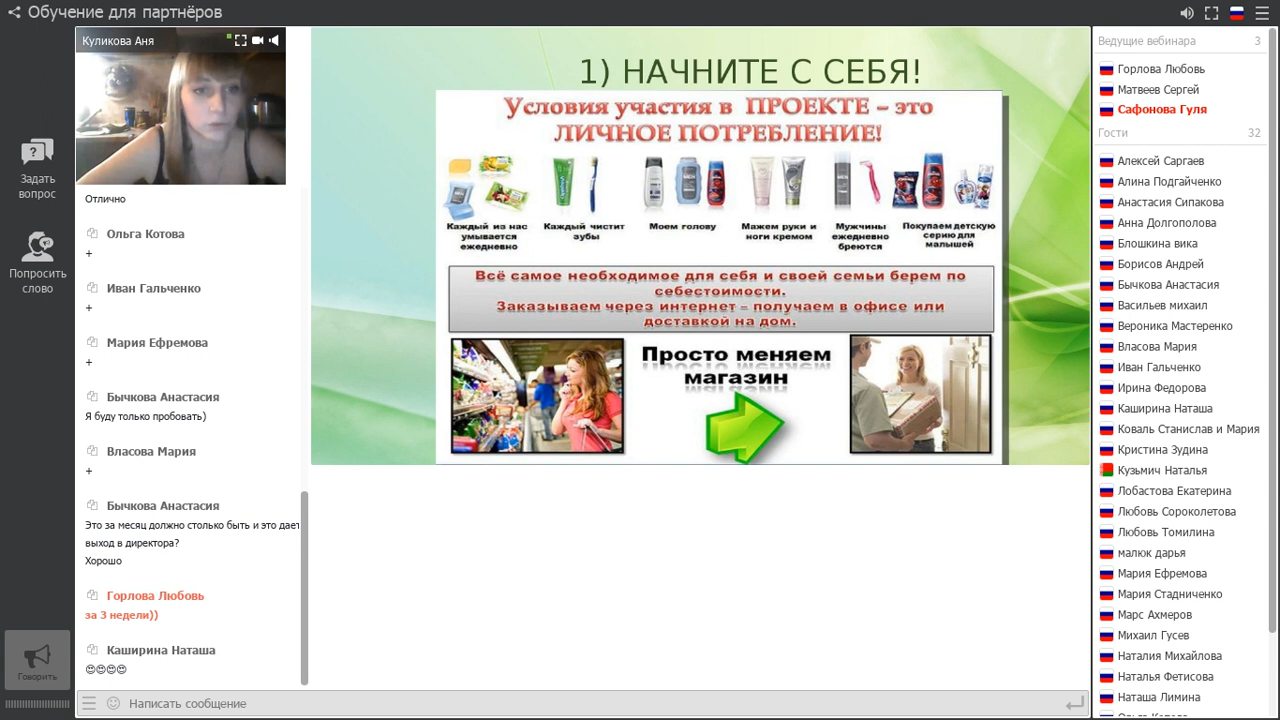 Обучение для партнёров
Задать
вопрос
Попросить
слово
Говорить
Куликова Аня
Отлично
Ольга Котова
+
Иван Гальченко
+
Мария Ефремова
+
Бычкова Анастасия
Я буду только пробовать)
Власова Мария
+
Бычкова Анастасия
Это за месяц должно столько быть и это дает
выход в директора?
Хорошо
Горлова Любовь
за 3 недели))
Каширина Наташа
Написать сообщение
1) НАЧНИТЕ С СЕБЯ!
Условия участия в ПРОЕКТЕ – это
ЛИЧНОЕ ПОТРЕБЛЕНИЕ!
Каждый из нас
умывается
ежедневно
Каждый чистит
зубы
Моем голову
Мажем руки и
ноги кремом
Мужчины
ежедневно
бреются
Покупаем детскую
серию для
малышей
Всё самое необходимое для себя и своей семьи берем по
себестоимости.
Заказываем через интернет – получаем в офисе или
доставкой на дом.
Просто меняем
магазин
Ведущие вебинара 3
Горлова Любовь
Матвеев Сергей
Сафонова Гуля
Гости 32
Алексей Саргаев
Алина Подгайченко
Анастасия Сипакова
Анна Долгополова
Блошкина вика
Борисов Андрей
Бычкова Анастасия
Васильев михаил
Вероника Мастеренко
Власова Мария
Иван Гальченко
Ирина Федорова
Каширина Наташа
Коваль Станислав и Мария
Кристина Зудина
Кузьмич Наталья
Лобастова Екатерина
Любовь Сороколетова
Любовь Томилина
малюк дарья
Мария Ефремова
Мария Стадниченко
Марс Ахмеров
Михаил Гусев
Наталия Михайлова
Наталья Фетисова
Наташа Лимина